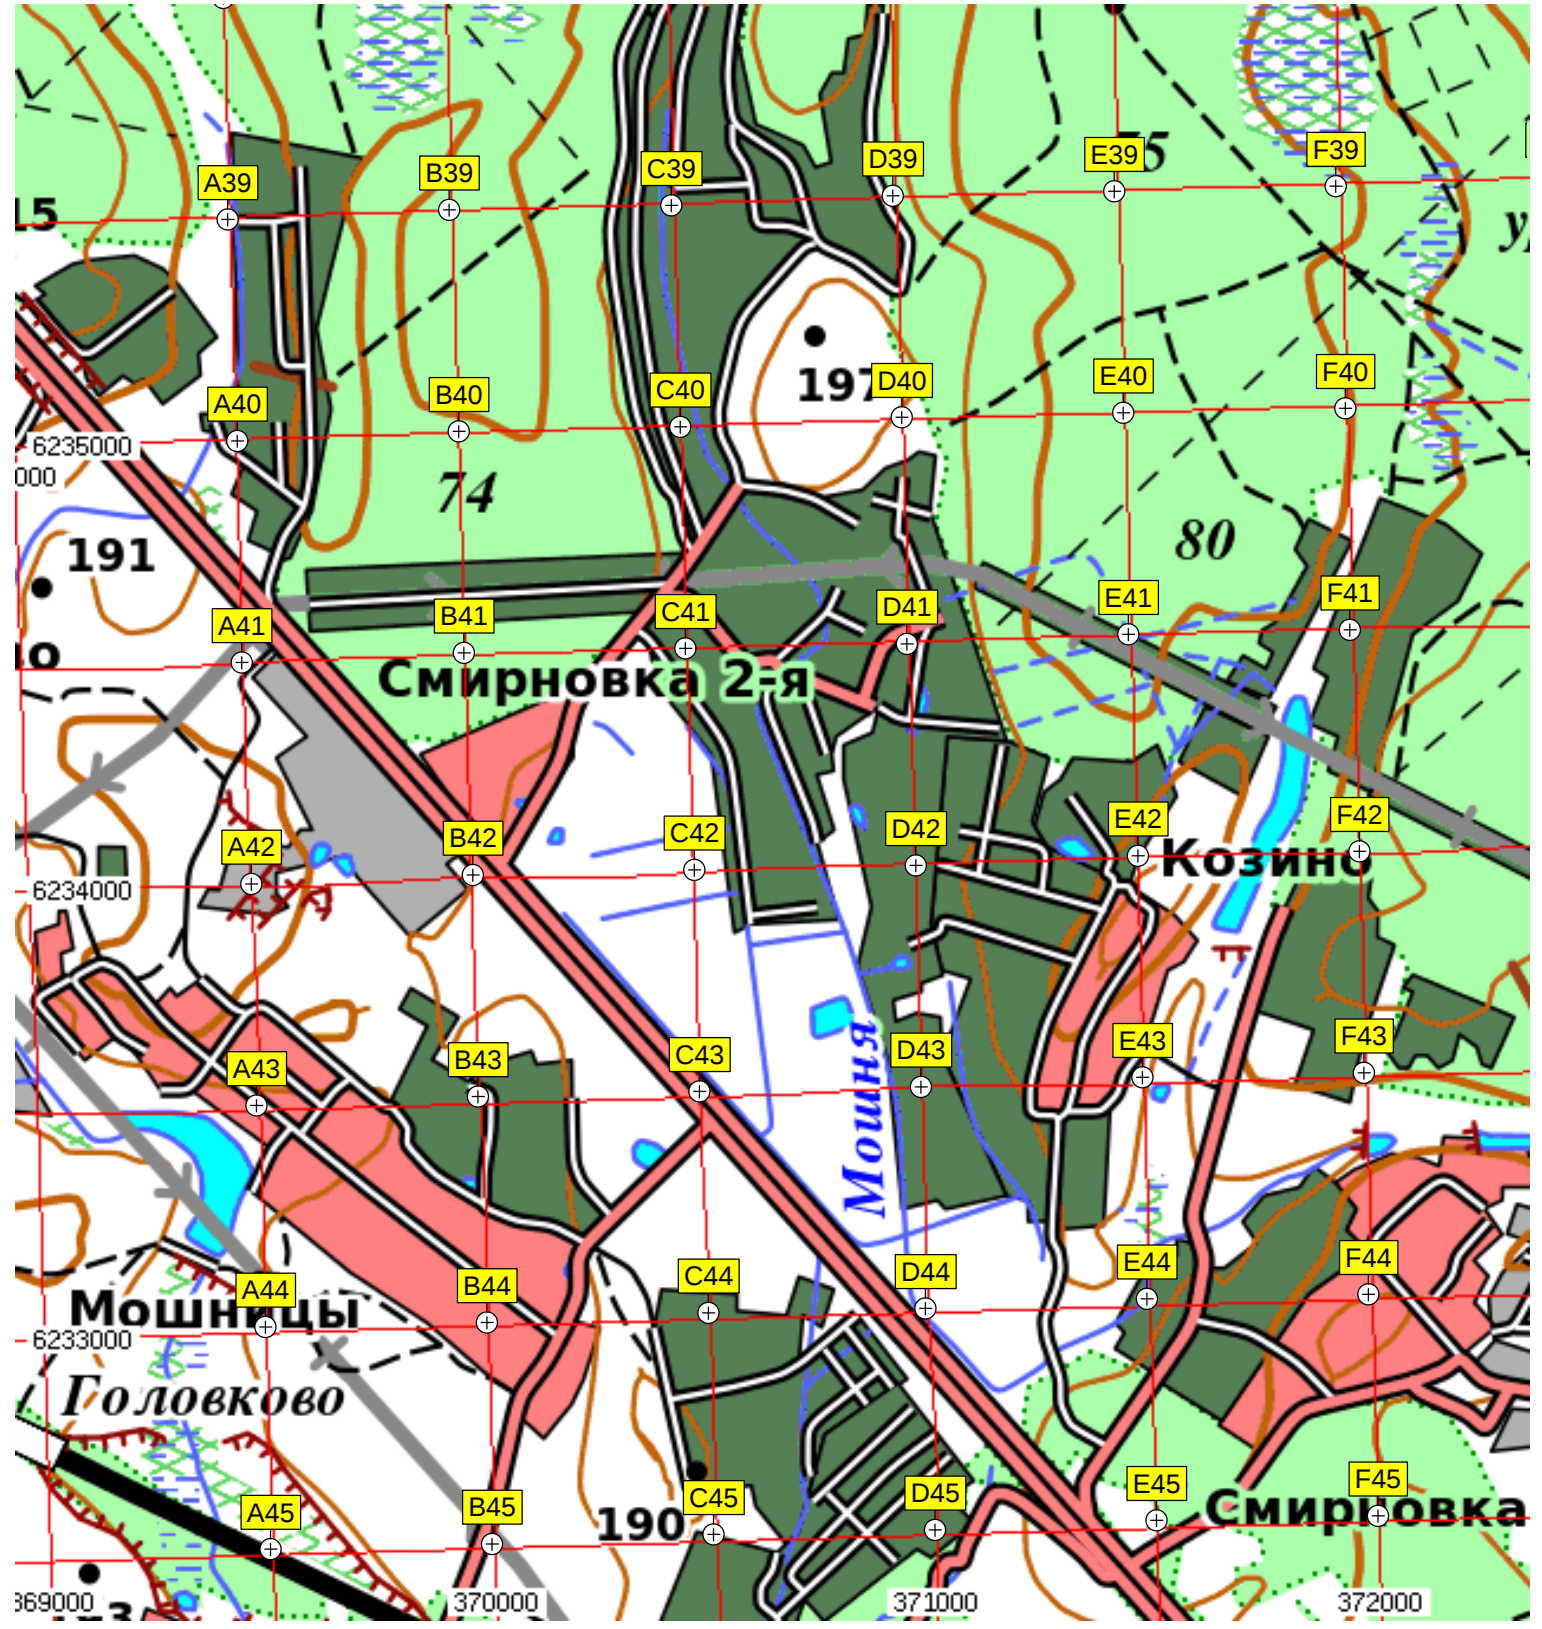 A39 B39 C39 D39 E39 F39
75
15
197
A40 B40 C40 D40 E40 F40
6235000
000
74
191
80
A41 B41 C41 D41 E41 F41
Смирновка 2-я
A42 B42 C42 D42 E42 F42
Козино
6234000
A43 B43 C43 D43 E43 F43
Мошня
A44 B44 C44 D44 E44 F44
Мошницы
6233000
Головково
A45 B45 C45 D45 E45 F45
190
Смирновка
369000 370000 371000 372000